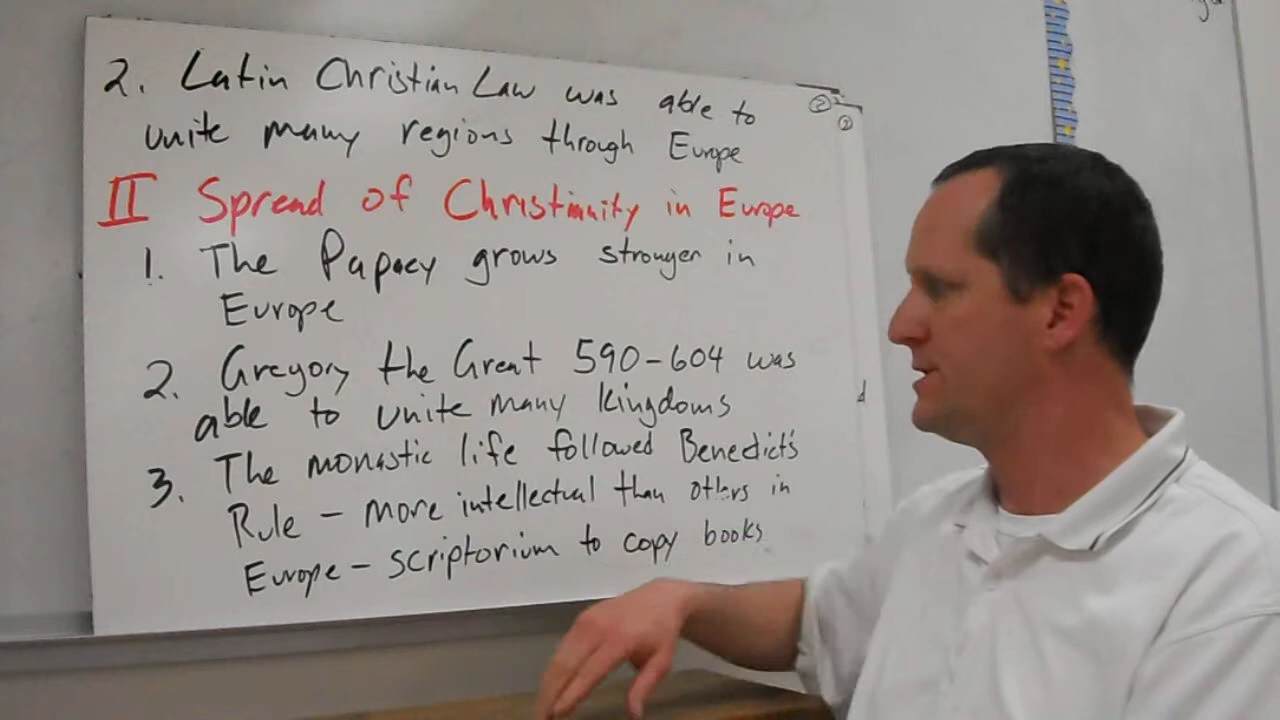 2. Latin Christian Law was able to
unite many regions through Europe
II Spread of Christianity in Europe
1. The Papacy grows stronger in
Europe
2. Gregory the Great 590-604 was
able to unite many kingdoms
3. The monastic life followed Benedict's
Rule - more intellectual than others in
Europe - scriptorium to copy books